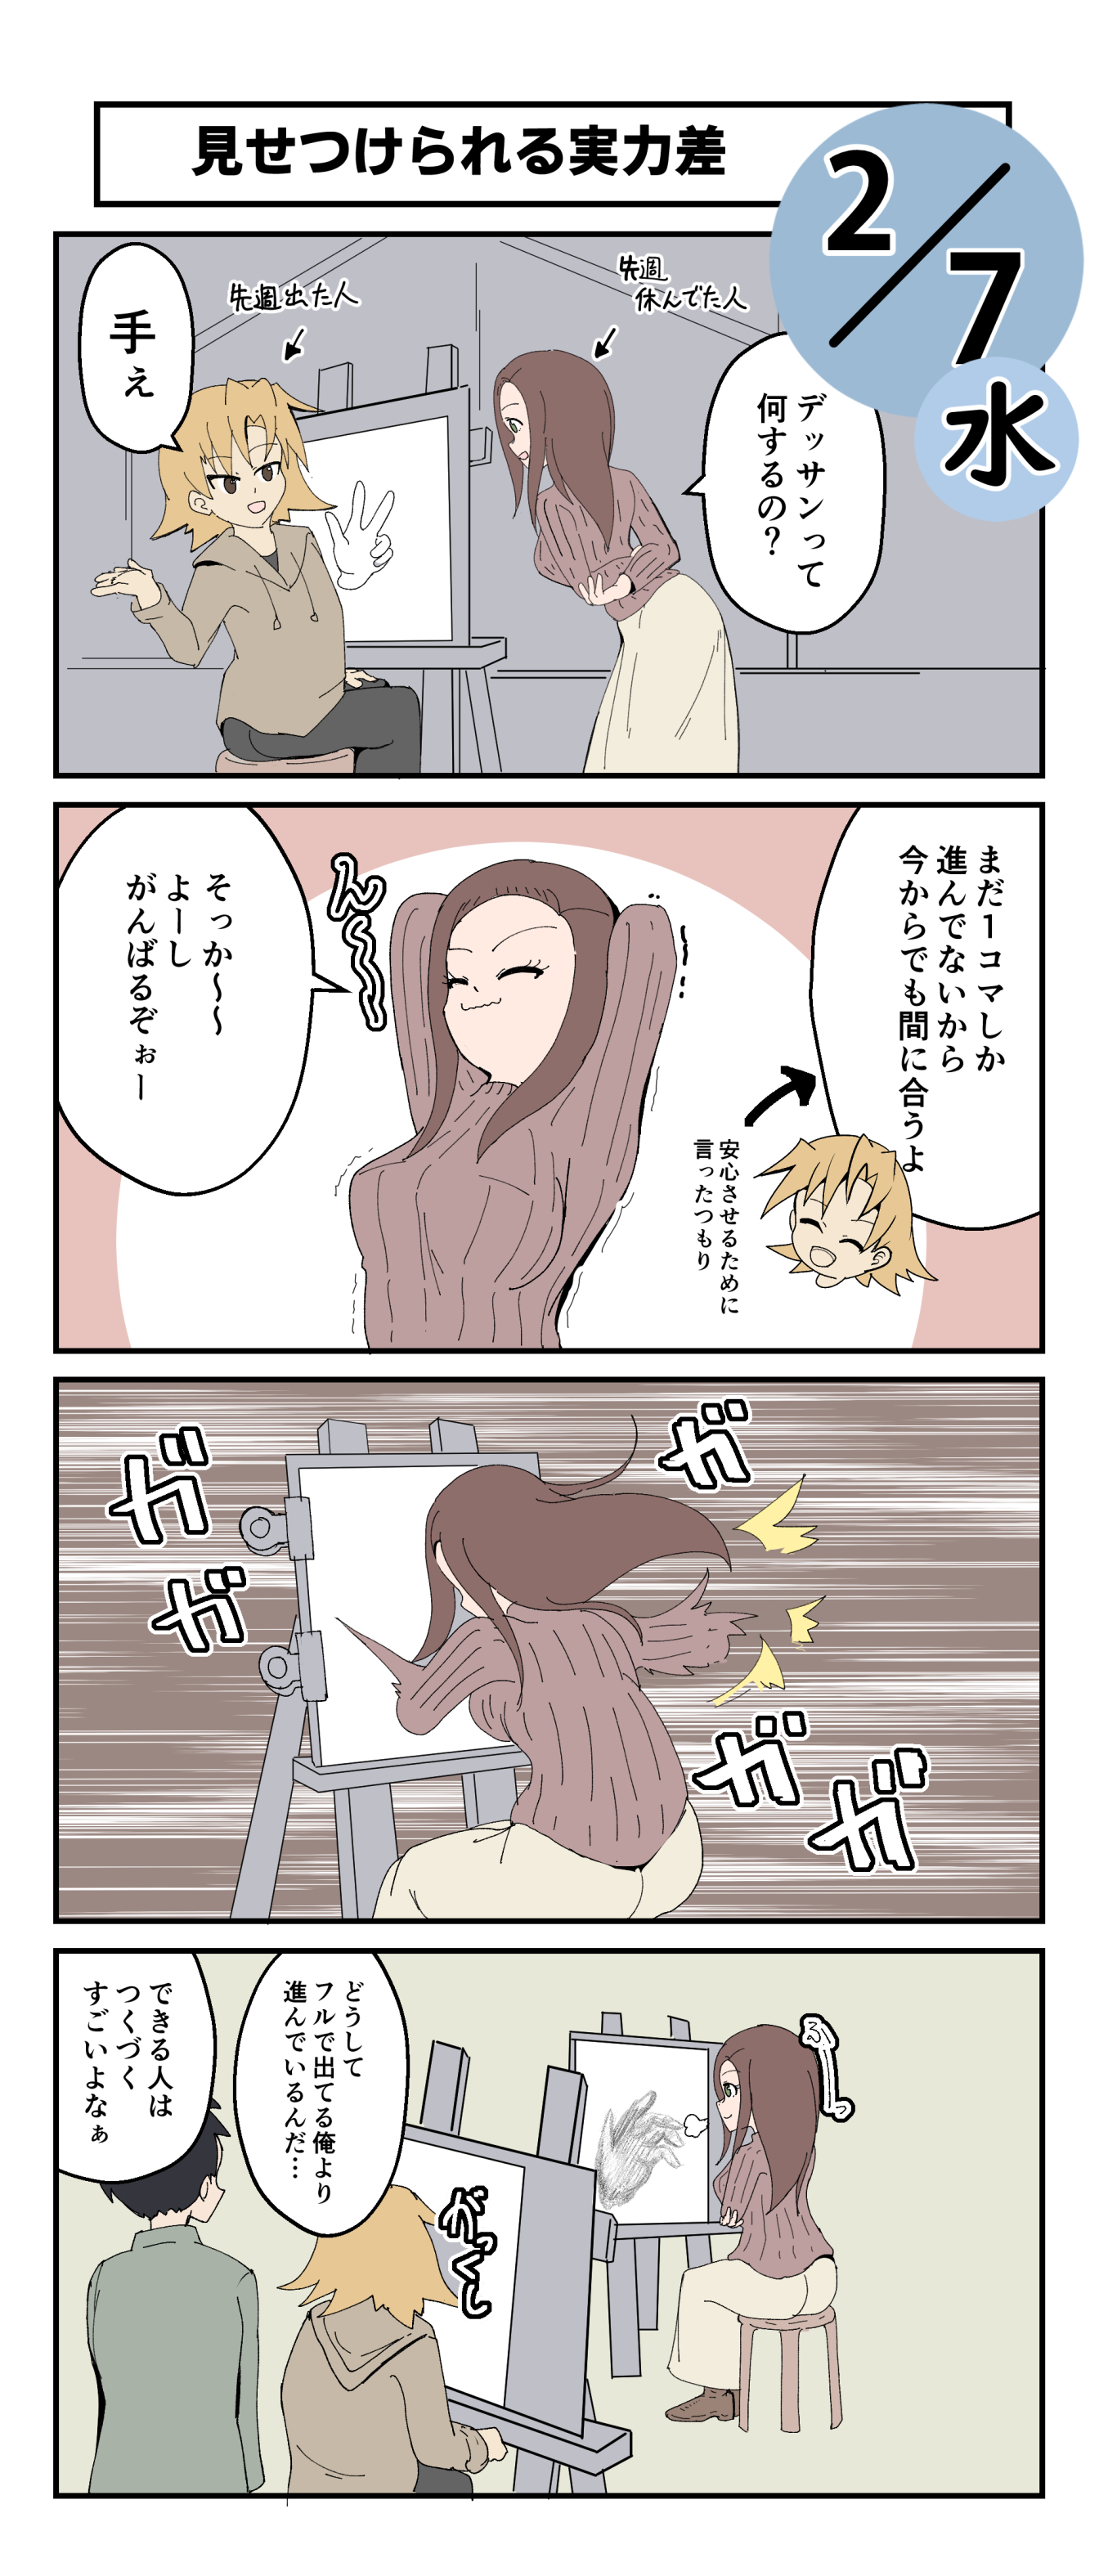 見せつけられる実力差
2/7
水
先週
休んでた人
デッサンって
何するの？
先週出た人
手ぇ
まだ１コマしか
進んでないから
今からでも間に合うよ
安心させるために
言ったつもり
ん～～～
そっか～～
よーし
がんばるぞぉー
ガ
ガ
ガ
ガ
ガ
ふーっ
どうして
フルで出てる俺より
進んでいるんだ…
がっくし
できる人は
つくづく
すごいよなぁ